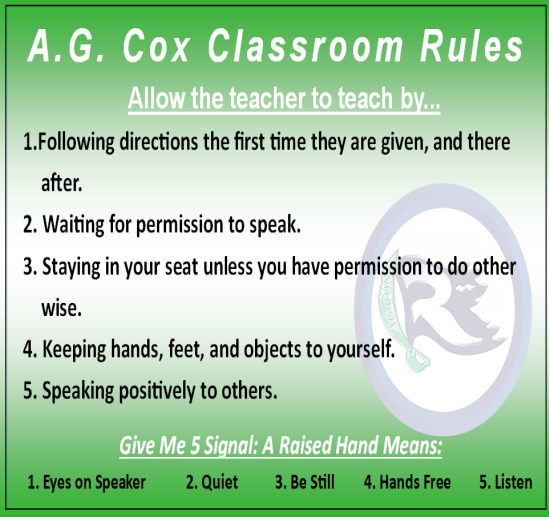 A.G. Cox Classroom Rules
Allow the teacher to teach by...
1.Following directions the first time they are given, and there
after.
2. Waiting for permission to speak.
3. Staying in your seat unless you have permission to do other
wise.
4. Keeping hands, feet, and objects to yourself.
5. Speaking positively to others.
Give Me 5 Signal: A Raised Hand Means:
1. Eyes on Speaker 2. Quiet 3. Be Still 4. Hands Free 5. Listen